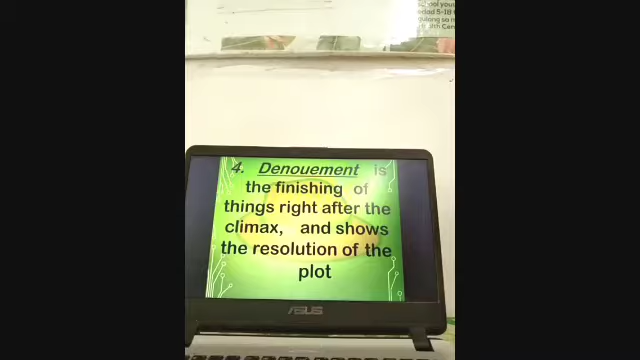 4. Denouement is
the finishing of
things right after the
climax, and shows
the resolution of the
plot
ASUS